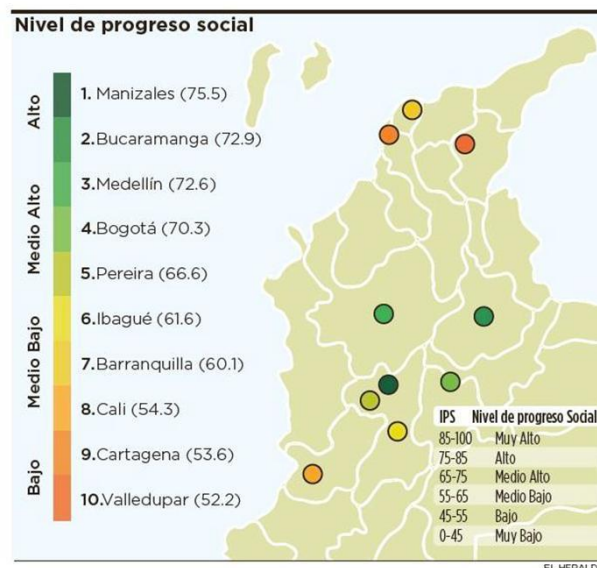 Nivel de progreso social
Alto
Medio Alto
Medio Bajo
Bajo
1. Manizales (75.5)
2.Bucaramanga (72.9)
3. Medellín (72.6)
4.Bogotá (70.3)
5.Pereira (66.6)
6.Ibagué (61.6)
7.Barranquilla (60.1)
8.Cali (54.3)
9.Cartagena (53.6)
10.Valledupar (52.2)
IPS Nivel de progreso Social
85-100 Muy Alto
75-85 Alto
65-75 Medio Alto
55-65 Medio Bajo
45-55 Bajo
0-45 Muy Bajo